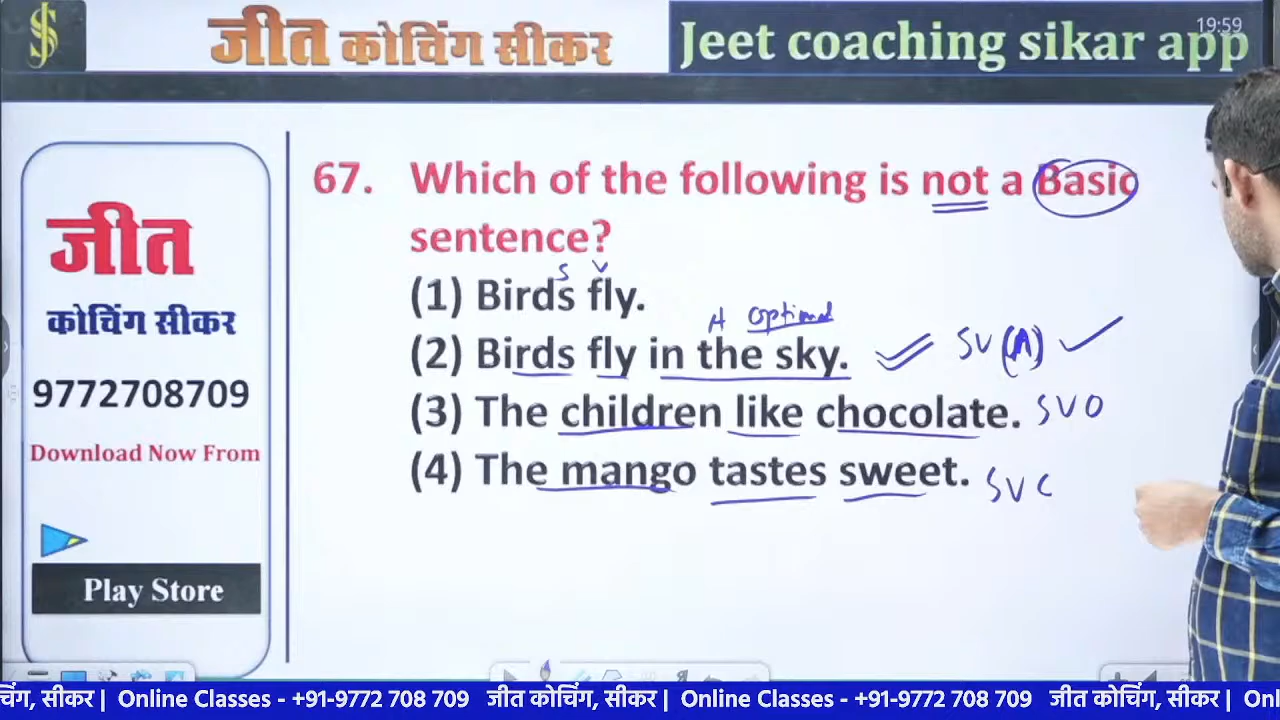 जीत कोचिंग सीकर
Jeet coaching sikar app
19:59
जीत
कोचिंग सीकर
9772708709
Download Now From
Play Store
67. Which of the following is not a Basic
sentence?
S V
(1) Birds fly.
A optional
(2) Birds fly in the sky. SV(A)
(3) The children like chocolate. SVO
(4) The mango tastes sweet. SVC
चिंग, सीकर | Online Classes - +91-9772 708 709 जीत कोचिंग, सीकर | Online Classes - +91-9772 708 709 जीत कोचिंग, सीकर | Onl